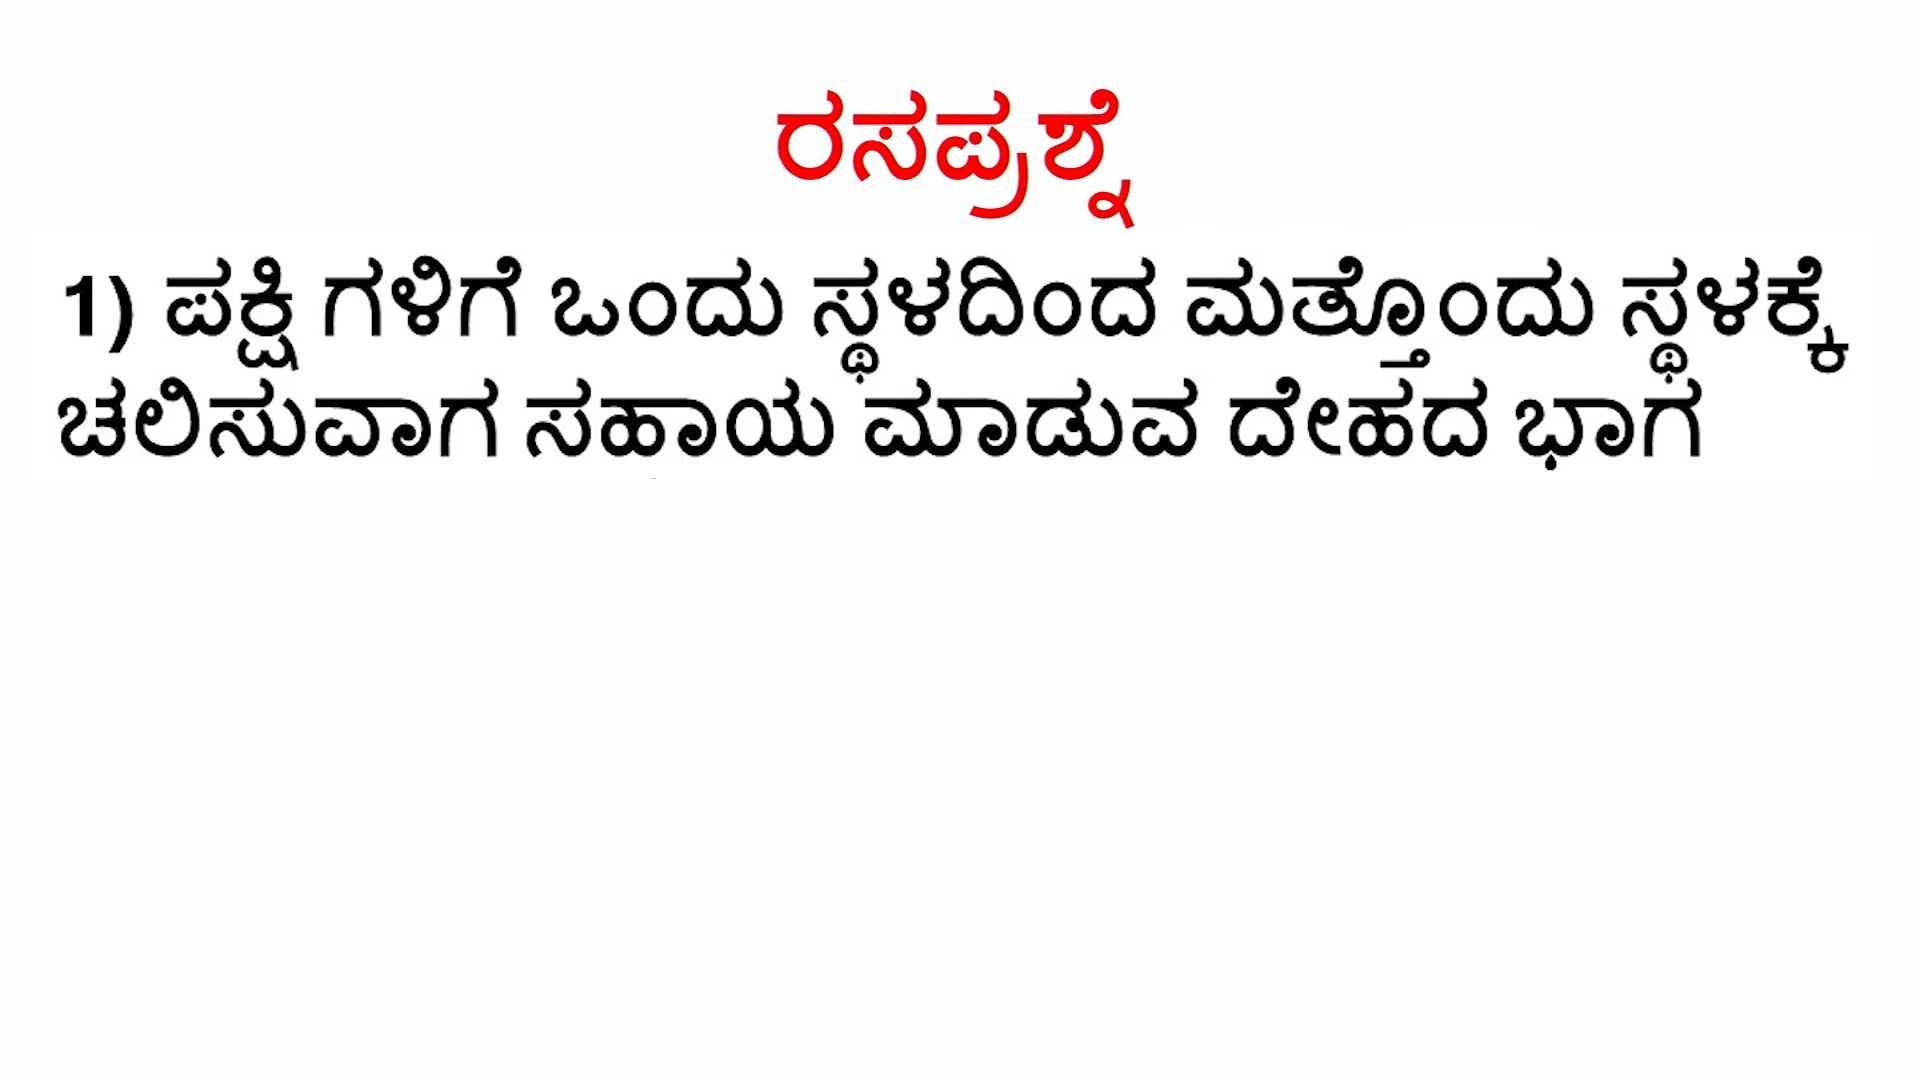 ರಸಪ್ರಶ್ನೆ
1) ಪಕ್ಷಿ ಗಳಿಗೆ ಒಂದು ಸ್ಥಳದಿಂದ ಮತ್ತೊಂದು ಸ್ಥಳಕ್ಕೆ
ಚಲಿಸುವಾಗ ಸಹಾಯ ಮಾಡುವ ದೇಹದ ಭಾಗ